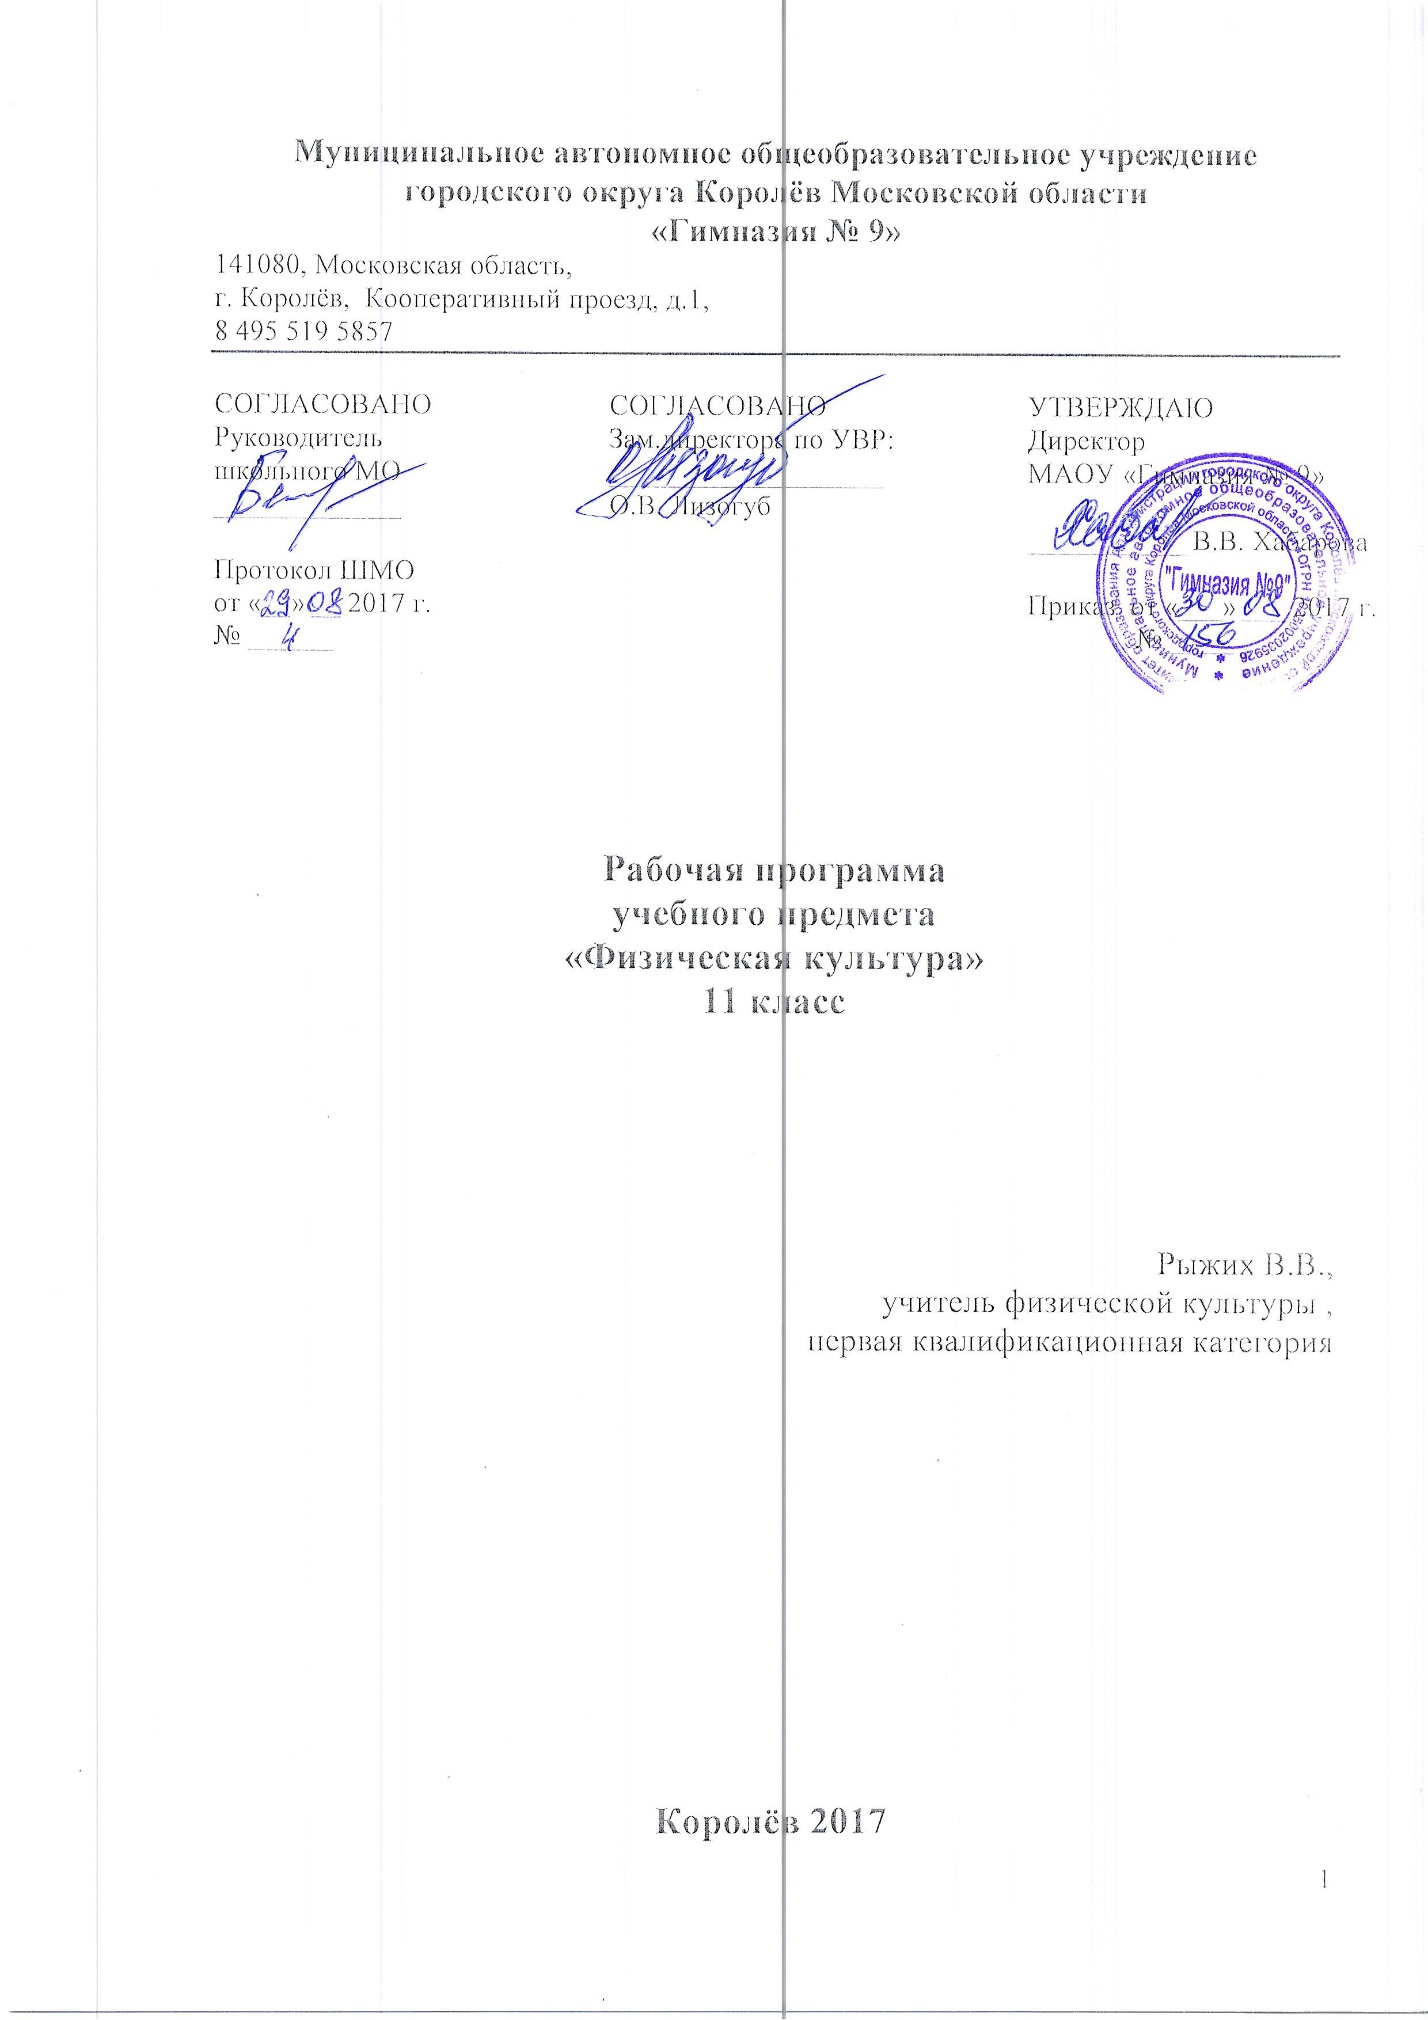 Муниципальное автономное общеобразовательное учреждение
городского округа Королёв Московской области
«Гимназия № 9»
141080, Московская область,
г. Королёв, Кооперативный проезд, д.1,
8 495 519 5857
СОГЛАСОВАНО
Руководитель
школьного МО
Протокол ШМО
от «29» 08 2017 г.
№ 4
СОГЛАСОВАНО
Зам.директора по УВР:
О.В. Лизогуб
УТВЕРЖДАЮ
Директор
МАОУ «Гимназия № 9»
В.В. Хабарова
Приказ от «30» 08 2017 г.
№ 156
"Гимназия №9"
Рабочая программа
учебного предмета
«Физическая культура»
11 класс
Рыжих В.В.,
учитель физической культуры ,
первая квалификационная категория
Королёв 2017
1